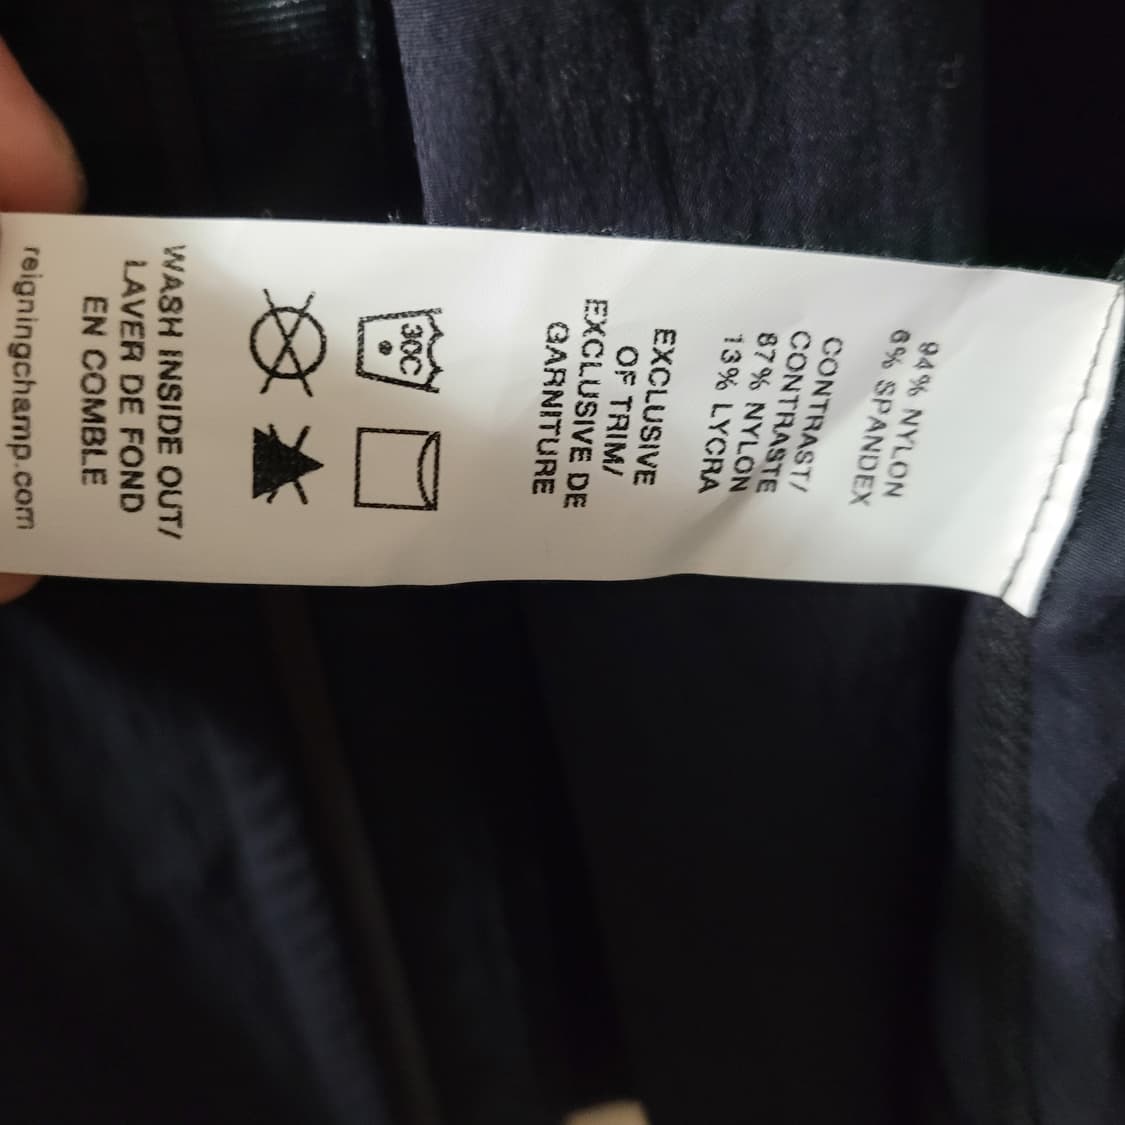 94% NYLON
6% SPANDEX
CONTRAST/
CONTRASTE
87% NYLON
13% LYCRA
EXCLUSIVE
OF TRIM/
EXCLUSIVE DE
GARNITURE
30C
WASH INSIDE OUT/
LAVER DE FOND
EN COMBLE
reigningchamp.com